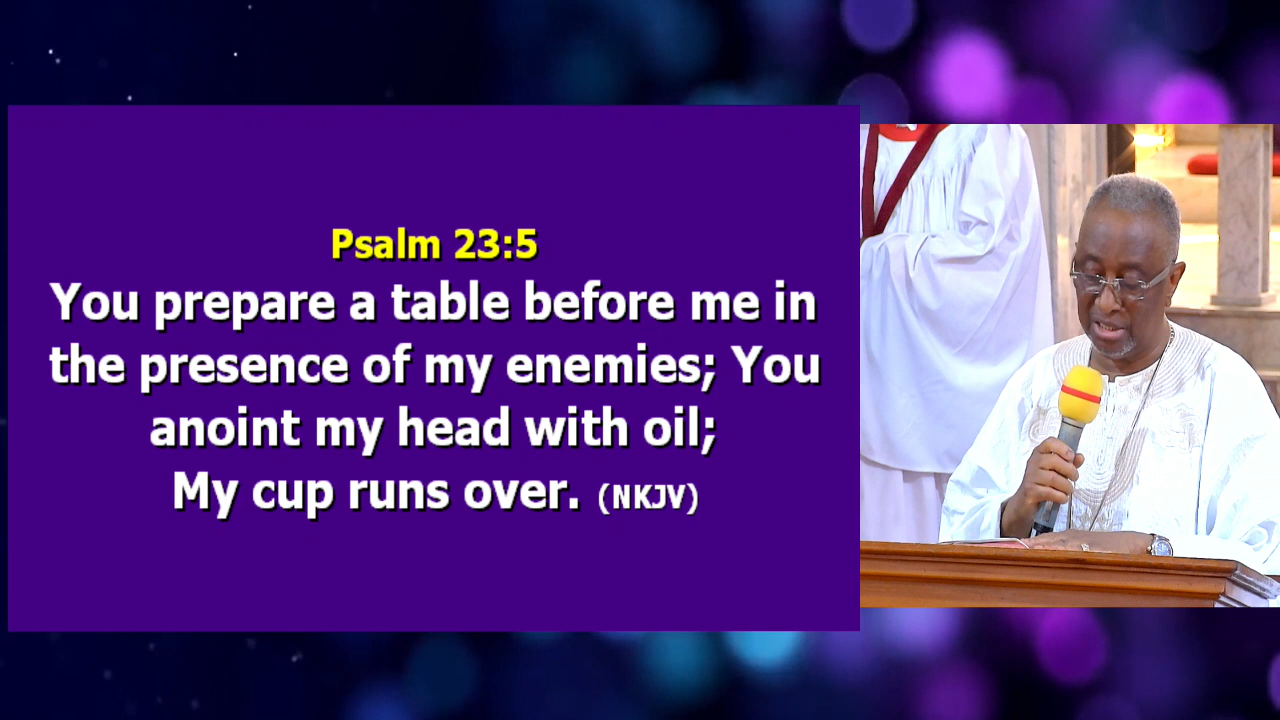 Psalm 23:5
You prepare a table before me in
the presence of my enemies; You
anoint my head with oil;
My cup runs over. (NKJV)